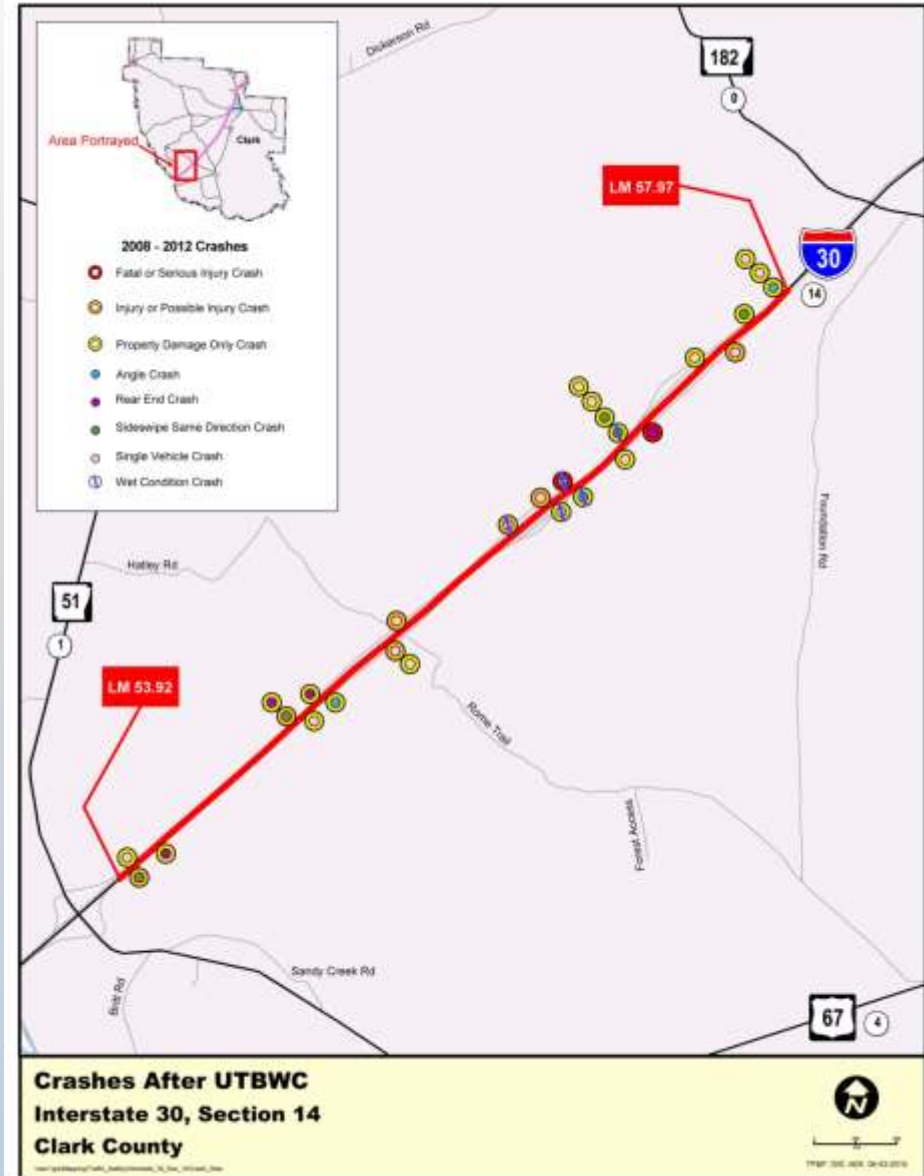 Dickerson Rd
182
0
Area Portrayed
Clark
LM 57.97
30
14
2008 - 2012 Crashes
Fatal or Serious Injury Crash
Injury or Possible Injury Crash
Property Damage Only Crash
Angle Crash
Rear End Crash
Sideswipe Same Direction Crash
Single Vehicle Crash
Wet Condition Crash
Foundation Rd
Hatley Rd
51
1
LM 53.92
Rome Trail
Forest Access
Sandy Creek Rd
67
4
Crashes After UTBWC
Interstate 30, Section 14
Clark County
N